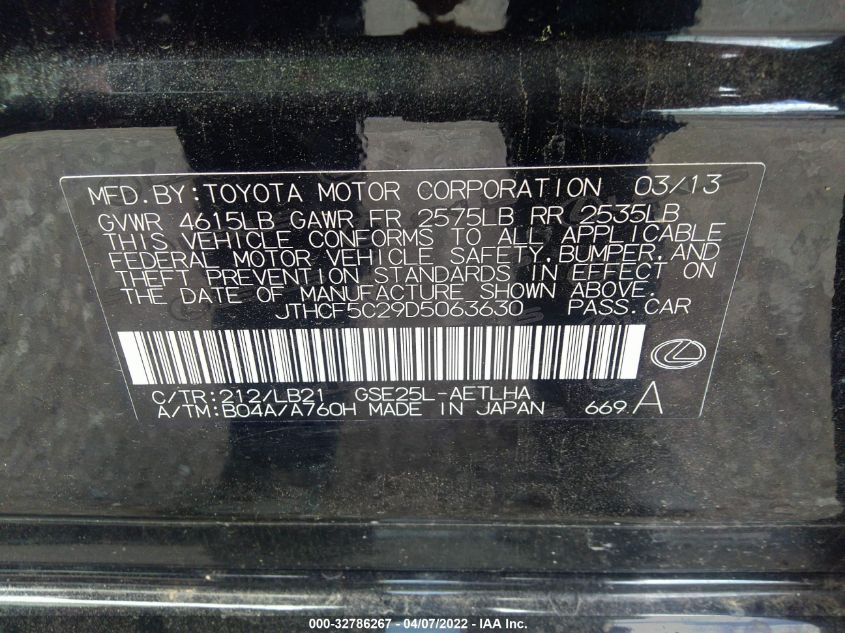 MFD.BY:TOYOTA MOTOR CORPORATION 03/13
GVWR 4615LB GAWR FR 2575LB RR 2535LB
THIS VEHICLE CONFORMS TO ALL APPLICABLE
FEDERAL MOTOR VEHICLE SAFETY,BUMPER,AND
THEFT PREVENTION STANDARDS IN EFFECT ON
THE DATE OF MANUFACTURE SHOWN ABOVE.
JTHCF5C29D5063630 PASS.CAR
C/TR:212/LB21 GSE25L-AETLHA
A/TM:B04A/A760H MADE IN JAPAN 669.A
000-32786267 - 04/07/2022 - IAA Inc.